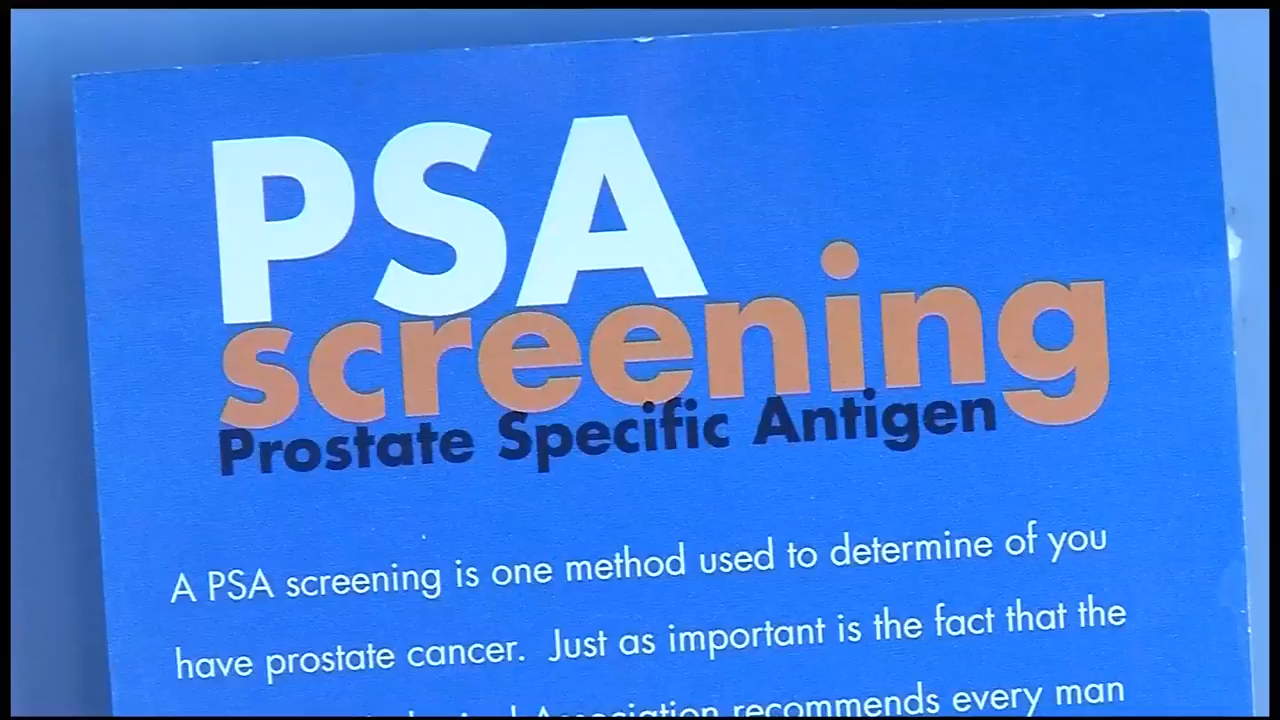 PSA
screening
Prostate Specific Antigen
A PSA screening is one method used to determine of you
have prostate cancer. Just as important is the fact that the
Association recommends every man